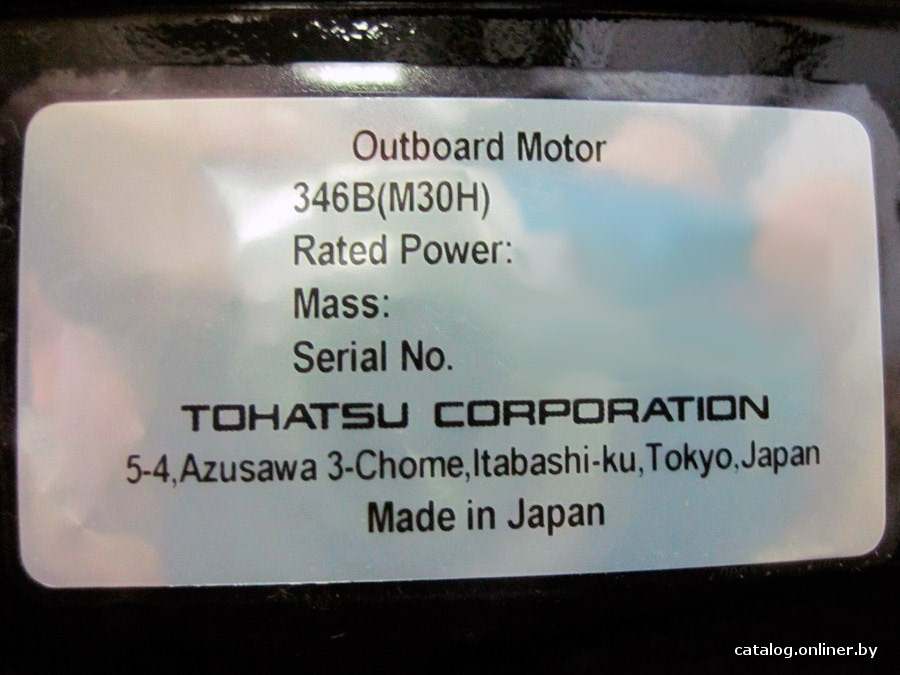 Outboard Motor
346B(M30H)
Rated Power:
Mass:
Serial No.
TOHATSU CORPORATION
5-4,Azusawa 3-Chome,Itabashi-ku,Tokyo,Japan
Made in Japan
catalog.onliner.by